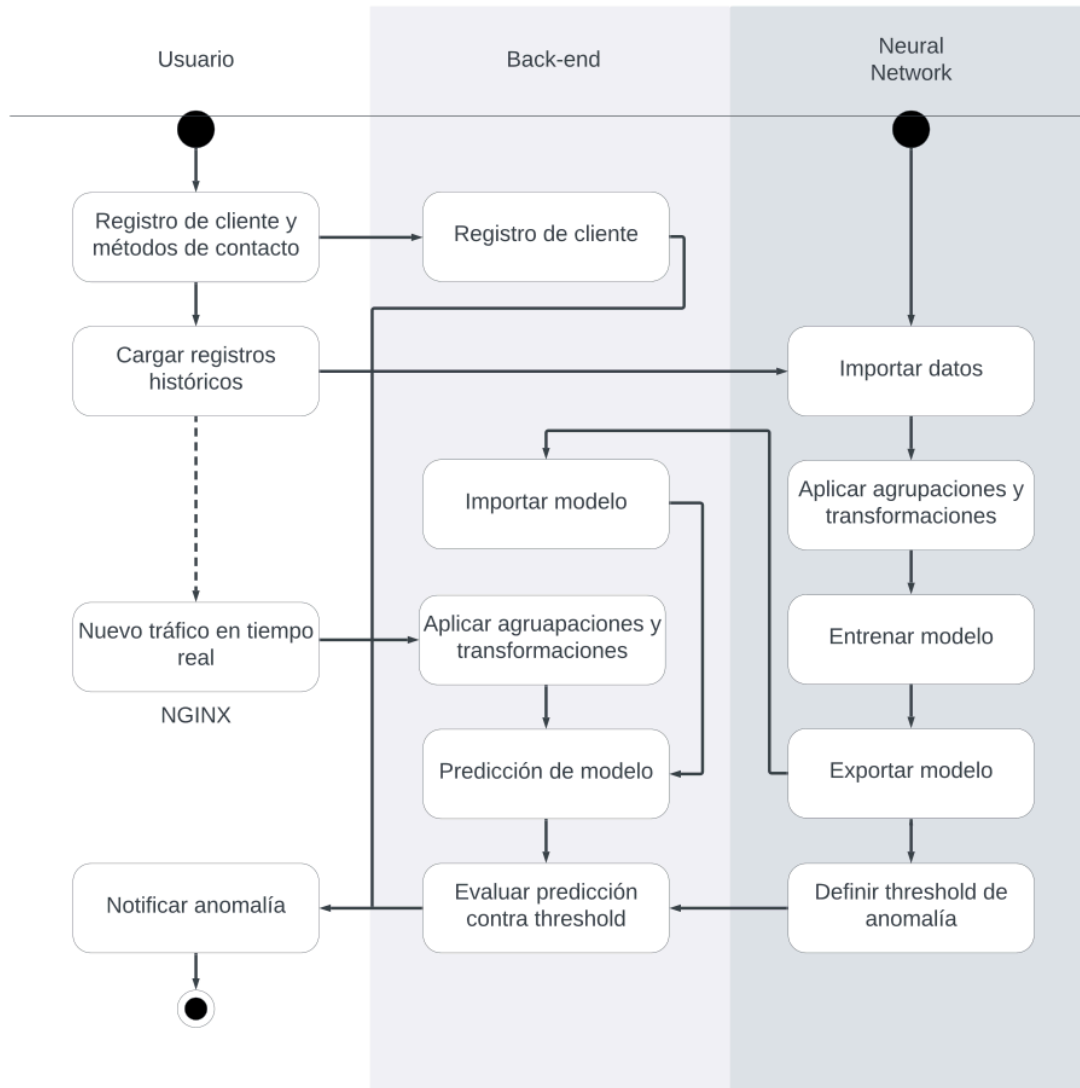 Usuario
Back-end
Neural
Network
Registro de cliente y
métodos de contacto
Registro de cliente
Cargar registros
históricos
Importar datos
Importar modelo
Aplicar agrupaciones y
transformaciones
Nuevo tráfico en tiempo
real
NGINX
Aplicar agruapaciones y
transformaciones
Entrenar modelo
Predicción de modelo
Exportar modelo
Notificar anomalía
Evaluar predicción
contra threshold
Definir threshold de
anomalía